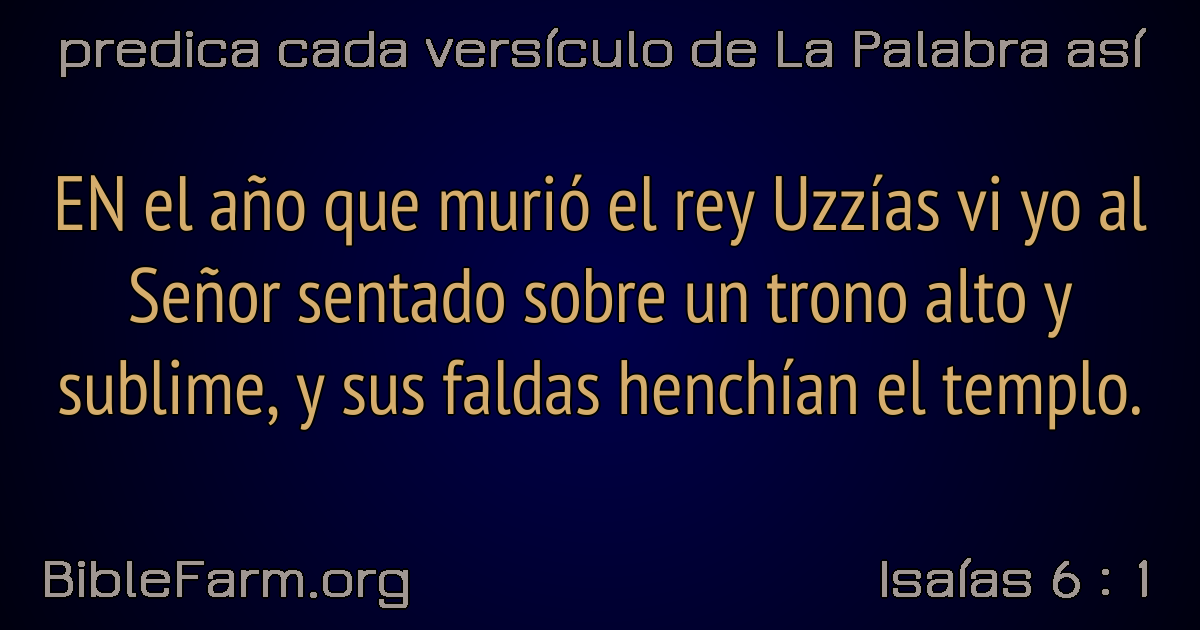 predica cada versículo de La Palabra así
EN el año que murió el rey Uzzías vi yo al
Señor sentado sobre un trono alto y
sublime, y sus faldas henchían el templo.
BibleFarm.org
Isaías 6 : 1